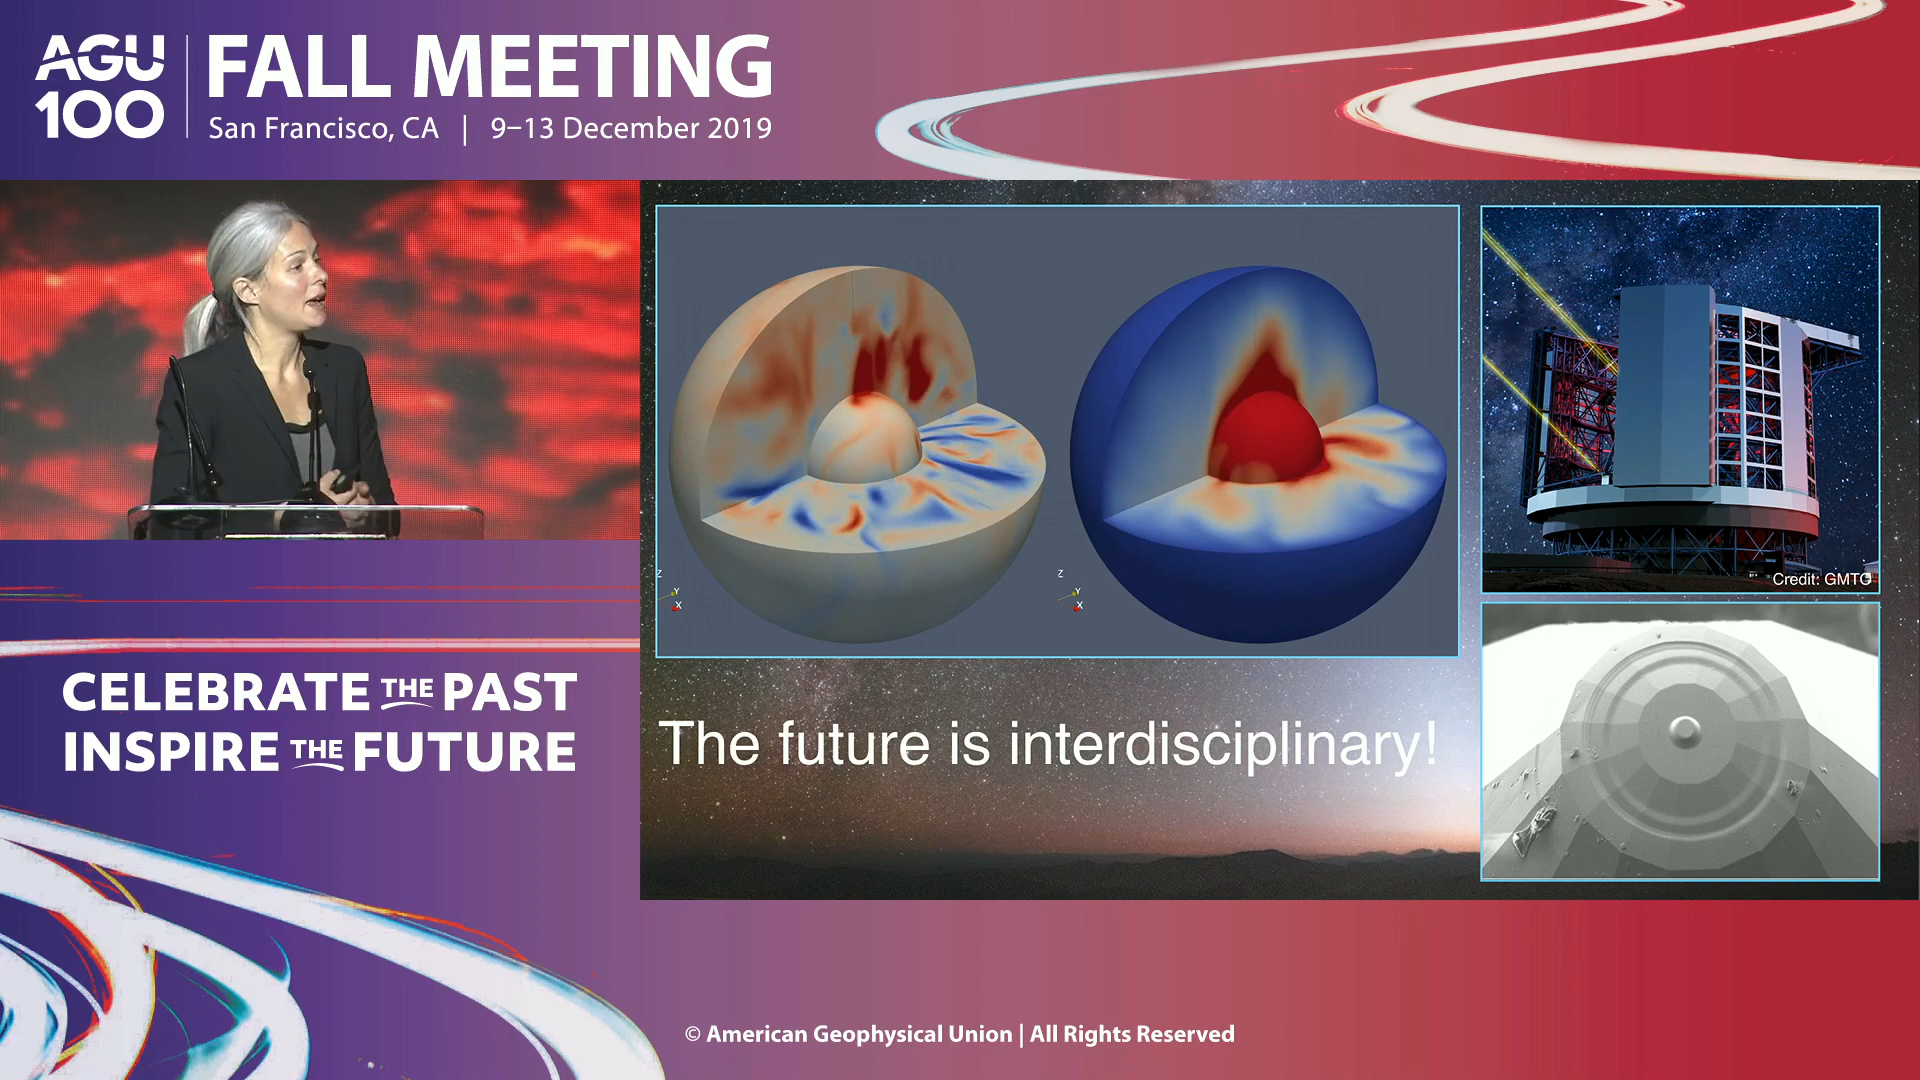 AGU
100
FALL MEETING
San Francisco, CA | 9–13 December 2019
Z
Y
X
Z
Y
X
Credit: GMTO
The future is interdisciplinary!
CELEBRATE THE PAST
INSPIRE THE FUTURE
© American Geophysical Union | All Rights Reserved